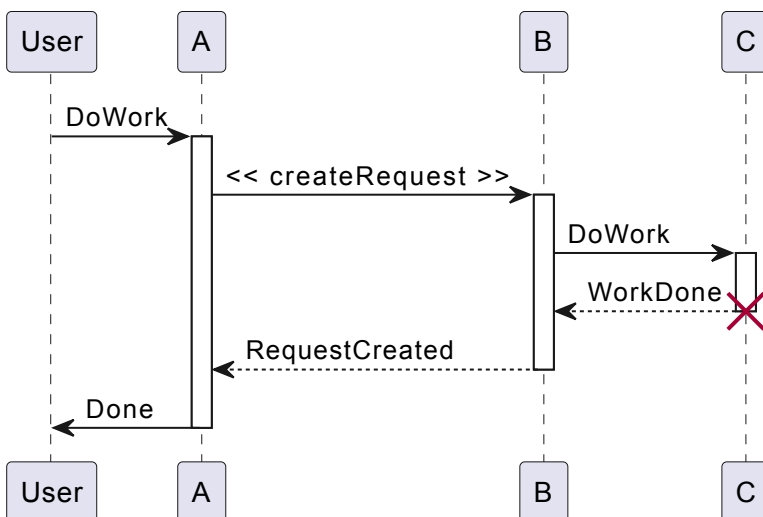 User
A
B
C
DoWork
<< createRequest >>
DoWork
WorkDone
RequestCreated
Done
User
A
B
C